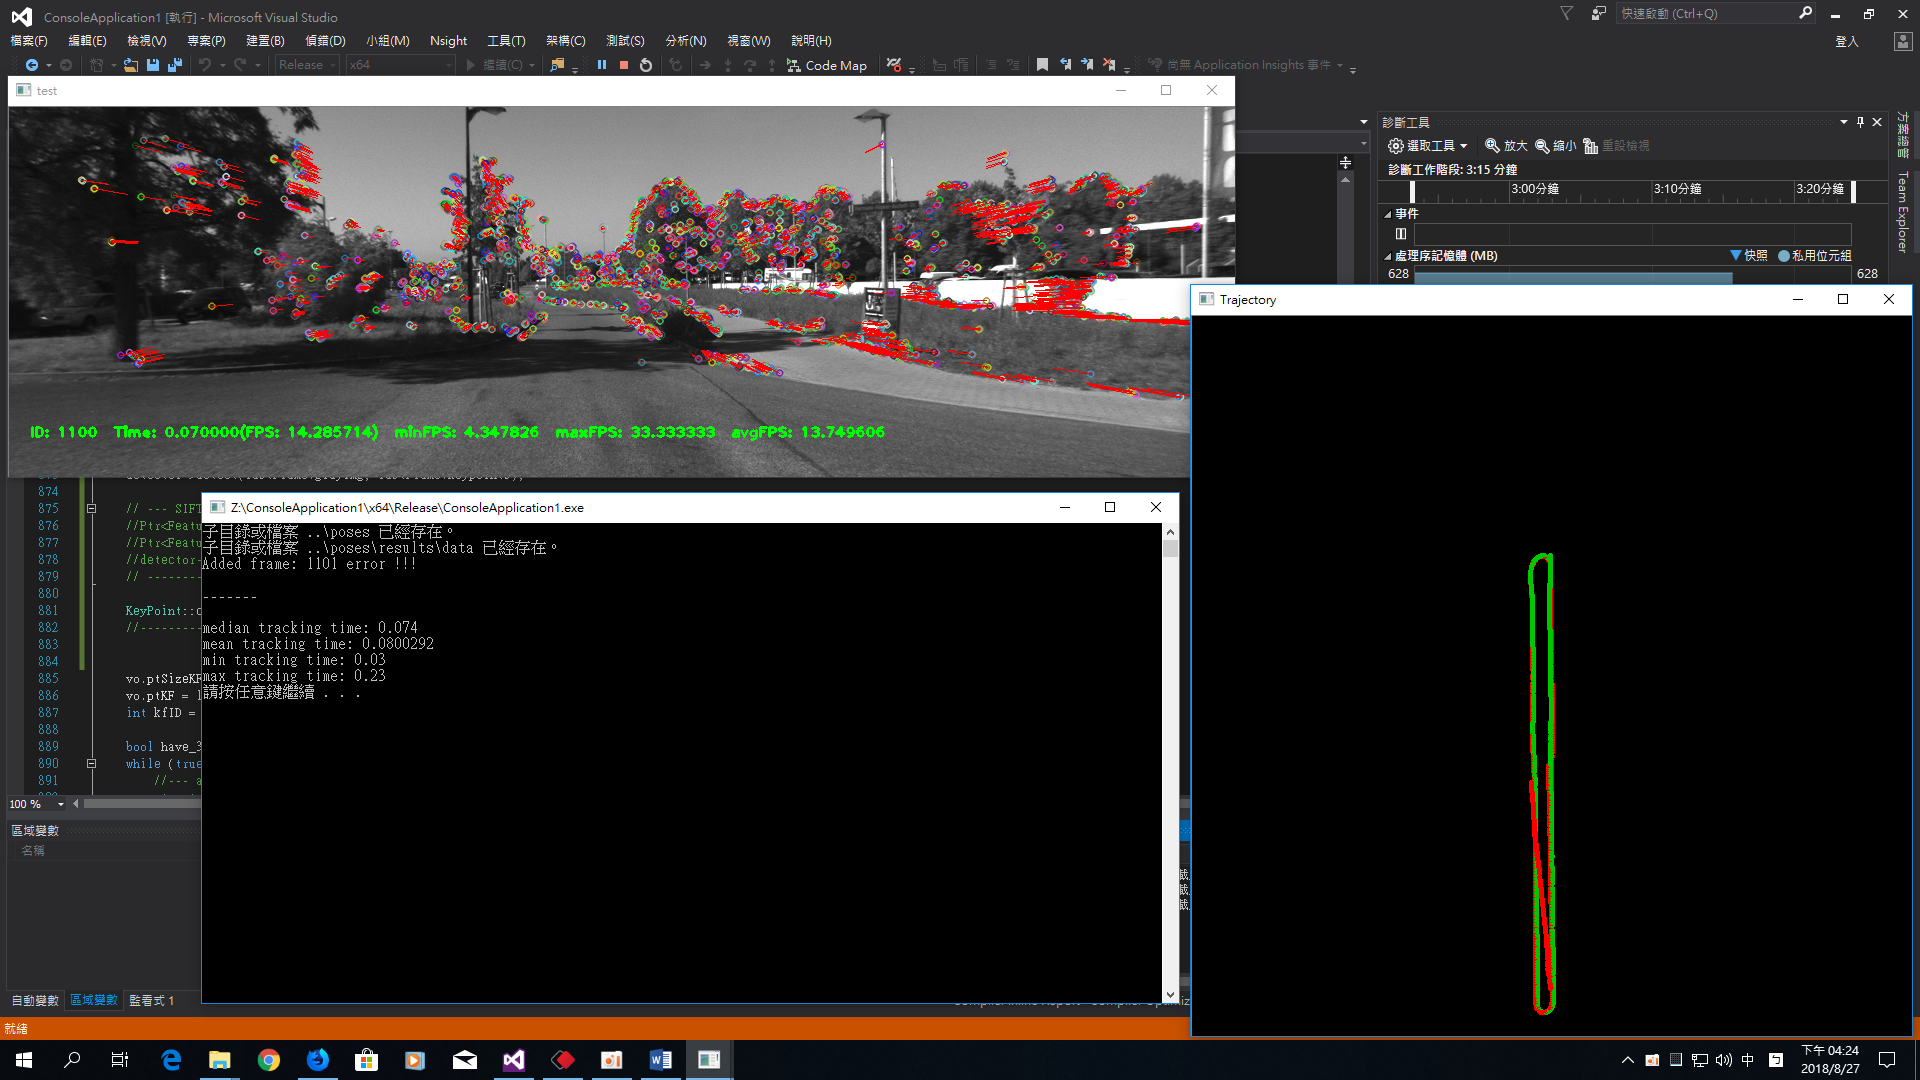 ConsoleApplication1 [執行] - Microsoft Visual Studio
快速啟動 (Ctrl+Q)
檔案(F) 編輯(E) 檢視(V) 專案(P) 建置(B) 偵錯(D) 小組(M) Nsight 工具(T) 架構(C) 測試(S) 分析(N) 視窗(W) 說明(H)
登入
Release x64 繼續(C) Code Map 尚無 Application Insights 事件
test
ID: 1100 Time: 0.070000(FPS: 14.285714) minFPS: 4.347826 maxFPS: 33.333333 avgFPS: 13.749606
診斷工具
選取工具 放大 縮小 重設檢視
診斷工作階段: 3:15 分鐘
3:00分鐘 3:10分鐘 3:20分鐘
事件
處理序記憶體 (MB) 快照 私用位元組
628 628
方案總管
Team Explorer
Trajectory
874
875 // --- SIFT
876 //Ptr<Featu
877 //Ptr<Featu
878 //detector-
879 // --------
880
881 KeyPoint::c
882 //---------
883
884
885 vo.ptSizeKF
886 vo.ptKF = l
887 int kfID =
888
889 bool have_3
890 while (true
891 //--- a
100 %
區域變數
名稱
自動變數 區域變數 監看式 1
就緒
Z:\ConsoleApplication1\x64\Release\ConsoleApplication1.exe
子目錄或檔案 ..\poses 已經存在。
子目錄或檔案 ..\poses\results\data 已經存在。
Added frame: 1101 error !!!
-------
median tracking time: 0.074
mean tracking time: 0.0800292
min tracking time: 0.03
max tracking time: 0.23
請按任意鍵繼續 . . .
中
下午 04:24
2018/8/27